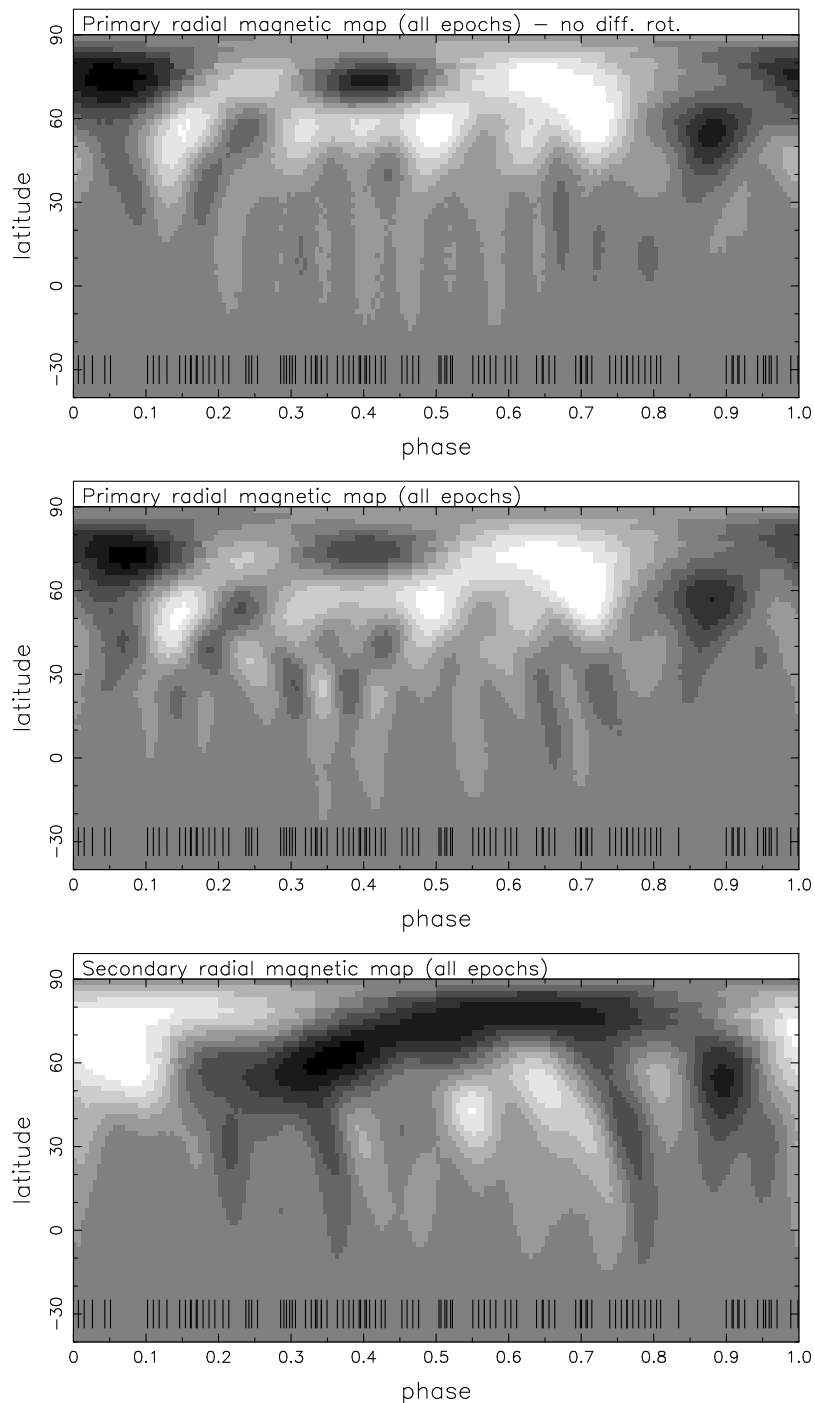 Primary radial magnetic map (all epochs) − no diff. rot.
90
60
30
0
−30
latitude
0 0.1 0.2 0.3 0.4 0.5 0.6 0.7 0.8 0.9 1.0
phase
Primary radial magnetic map (all epochs)
90
60
30
0
−30
latitude
0 0.1 0.2 0.3 0.4 0.5 0.6 0.7 0.8 0.9 1.0
phase
Secondary radial magnetic map (all epochs)
90
60
30
0
−30
latitude
0 0.1 0.2 0.3 0.4 0.5 0.6 0.7 0.8 0.9 1.0
phase